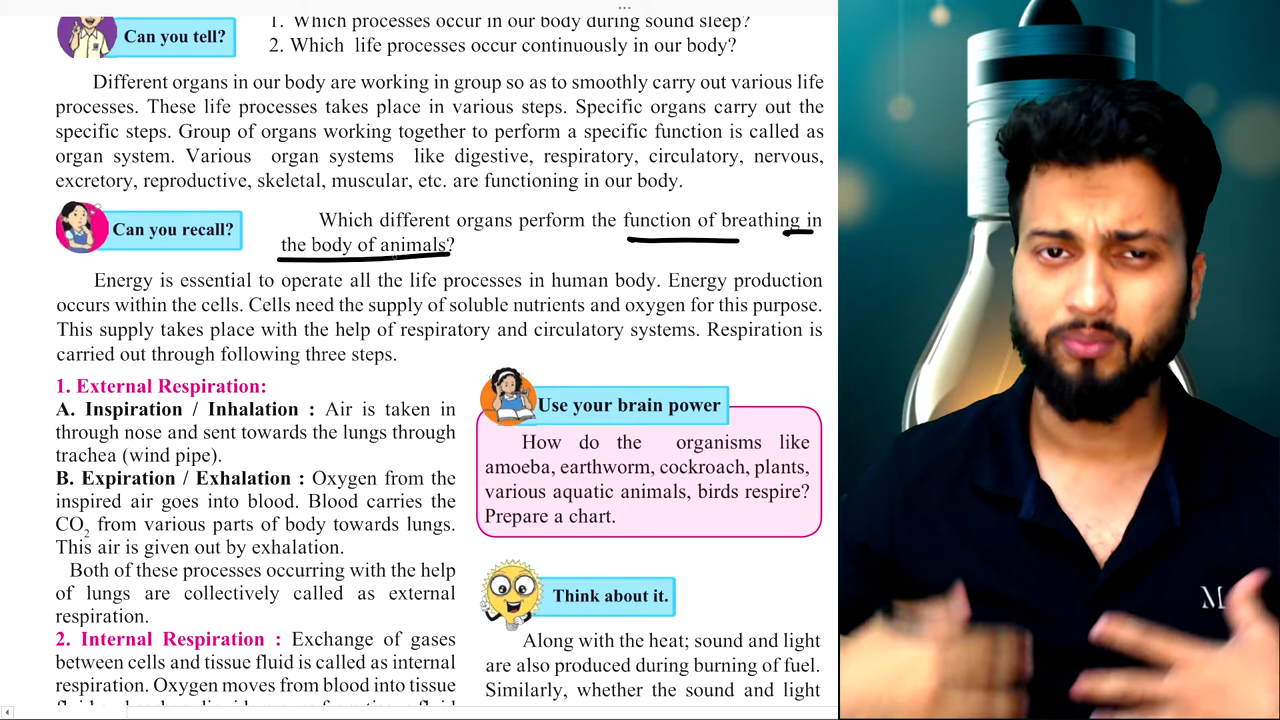 Can you tell?
1. Which processes occur in our body during sound sleep?
2. Which life processes occur continuously in our body?
Different organs in our body are working in group so as to smoothly carry out various life
processes. These life processes takes place in various steps. Specific organs carry out the
specific steps. Group of organs working together to perform a specific function is called as
organ system. Various organ systems like digestive, respiratory, circulatory, nervous,
excretory, reproductive, skeletal, muscular, etc. are functioning in our body.
Can you recall?
Which different organs perform the function of breathing in
the body of animals?
Energy is essential to operate all the life processes in human body. Energy production
occurs within the cells. Cells need the supply of soluble nutrients and oxygen for this purpose.
This supply takes place with the help of respiratory and circulatory systems. Respiration is
carried out through following three steps.
1. External Respiration:
A. Inspiration / Inhalation : Air is taken in
through nose and sent towards the lungs through
trachea (wind pipe).
B. Expiration / Exhalation : Oxygen from the
inspired air goes into blood. Blood carries the
CO₂ from various parts of body towards lungs.
This air is given out by exhalation.
Both of these processes occurring with the help
of lungs are collectively called as external
respiration.
2. Internal Respiration : Exchange of gases
between cells and tissue fluid is called as internal
respiration. Oxygen moves from blood into tissue
Use your brain power
How do the organisms like
amoeba, earthworm, cockroach, plants,
various aquatic animals, birds respire?
Prepare a chart.
Think about it.
Along with the heat; sound and light
are also produced during burning of fuel.
Similarly, whether the sound and light
M